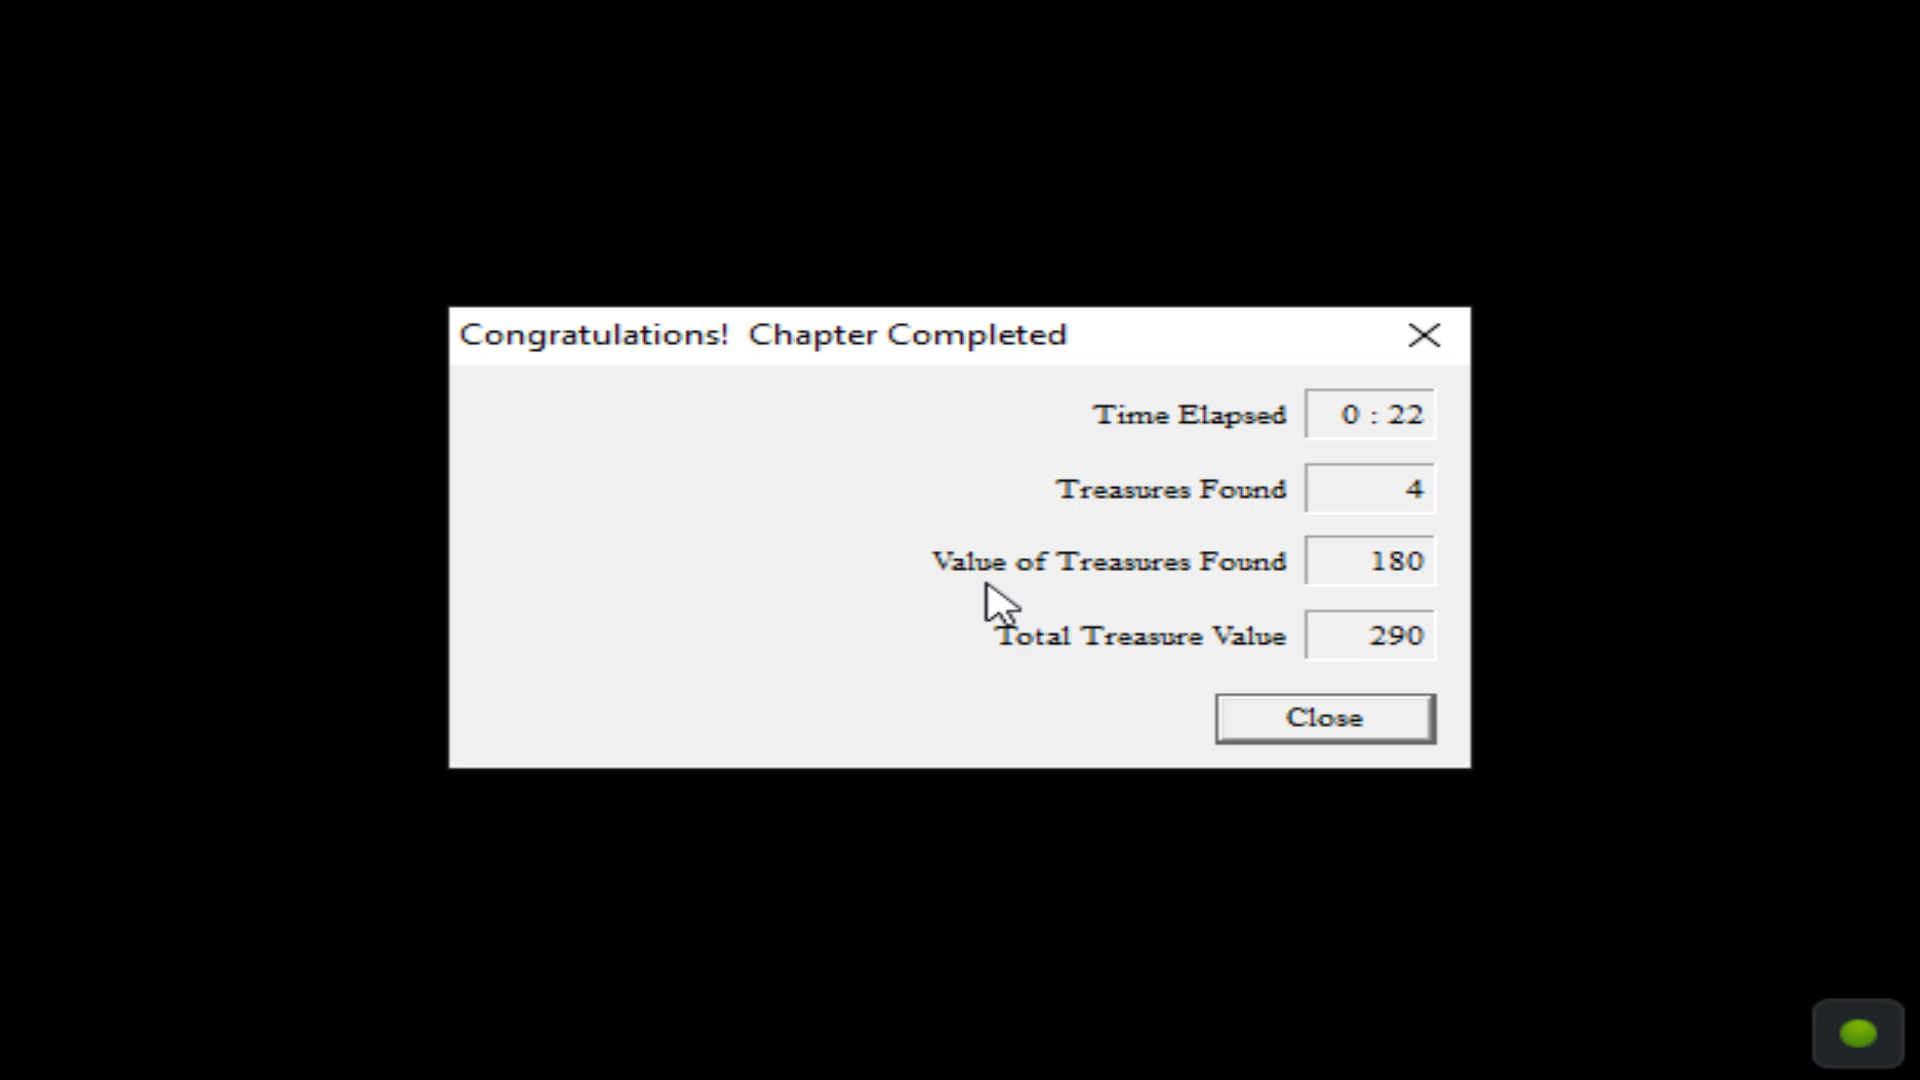 Congratulations!  Chapter Completed
Time Elapsed 0 : 22
Treasures Found 4
Value of Treasures Found 180
Total Treasure Value 290
Close